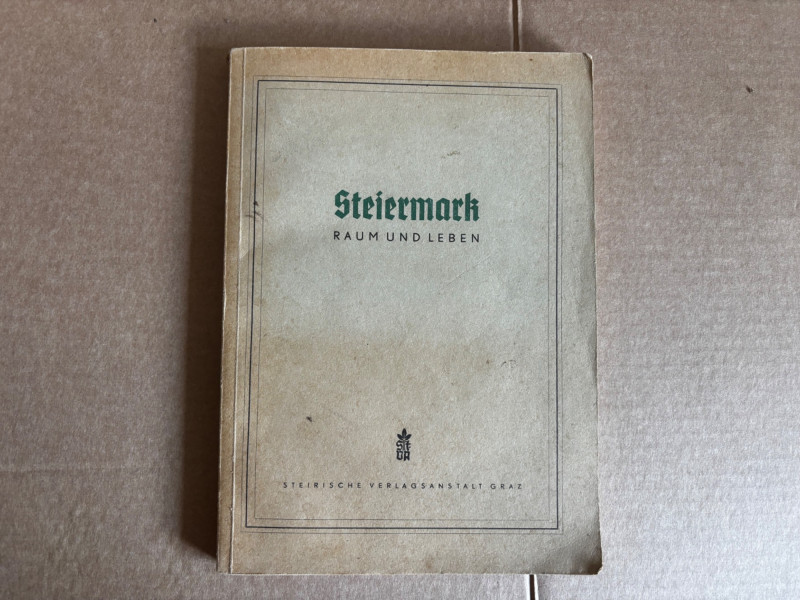 Steiermark
RAUM UND LEBEN
STEIRISCHE VERLAGSANSTALT GRAZ